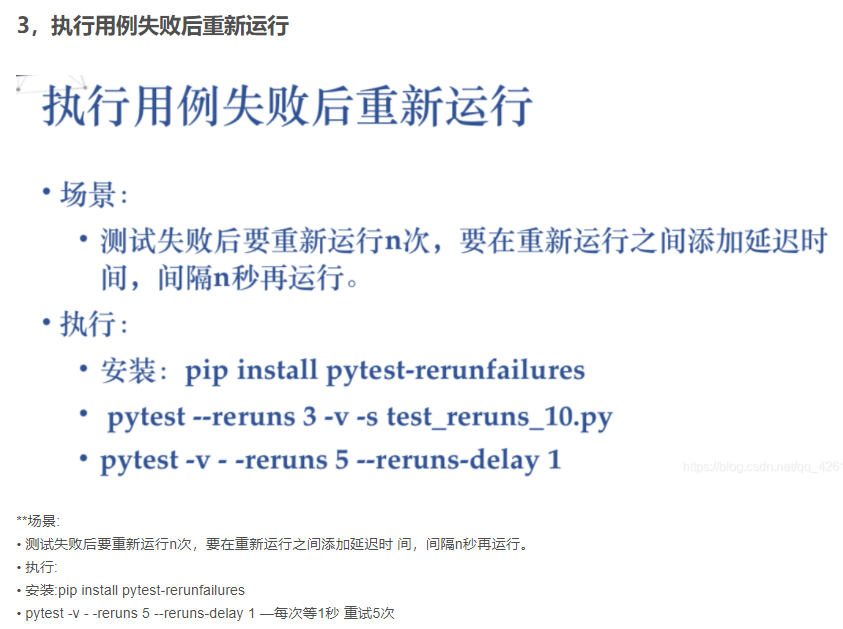 3，执行用例失败后重新运行
执行用例失败后重新运行
• 场景：
• 测试失败后要重新运行n次，要在重新运行之间添加延迟时
间，间隔n秒再运行。
• 执行：
• 安装：pip install pytest-rerunfailures
• pytest --reruns 3 -v -s test_reruns_10.py
• pytest -v - -reruns 5 --reruns-delay 1
https://blog.csdn.net/qq_426
**场景:
• 测试失败后要重新运行n次，要在重新运行之间添加延迟时 间，间隔n秒再运行。
• 执行:
• 安装:pip install pytest-rerunfailures
• pytest -v - -reruns 5 --reruns-delay 1 —每次等1秒 重试5次